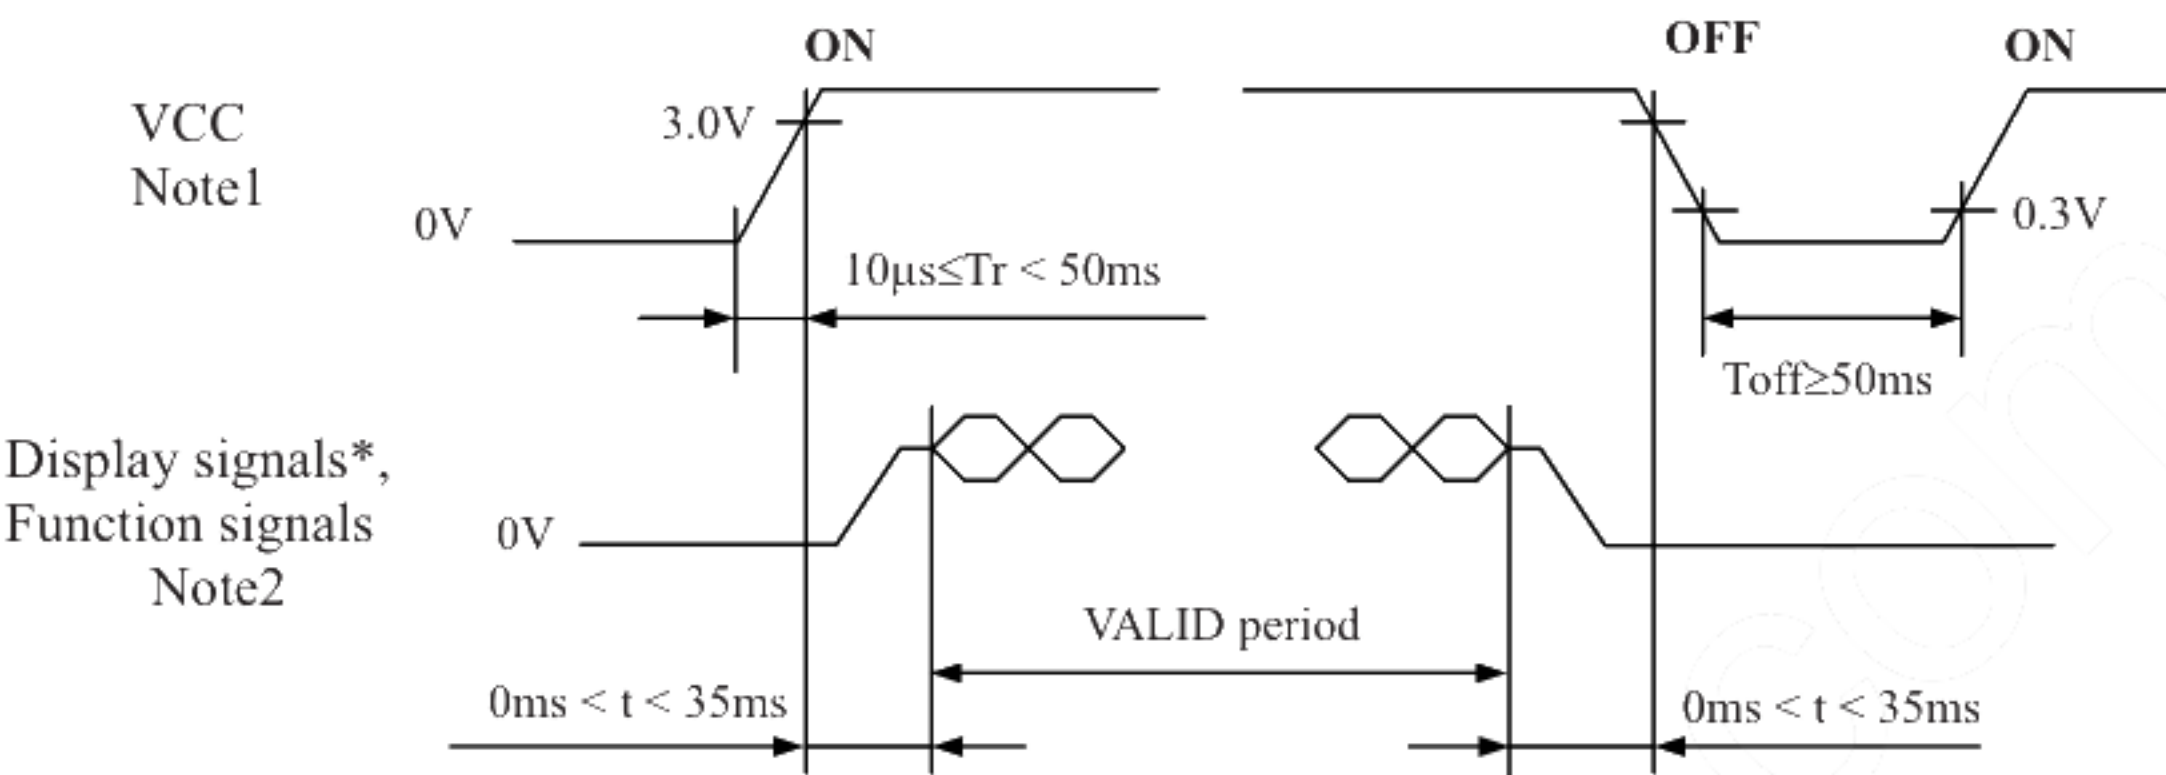 ON
OFF
ON
VCC
Note1
3.0V
0V
0.3V
10μs≤Tr < 50ms
Toff≥50ms
Display signals*,
Function signals
Note2
0V
VALID period
0ms < t < 35ms
0ms < t < 35ms